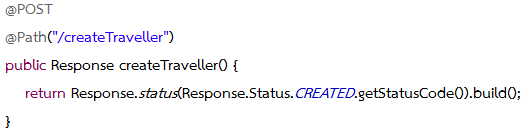 @POST
@Path("/createTraveller")
public Response createTraveller() {
return Response.status(Response.Status.CREATED.getStatusCode()).build();
}